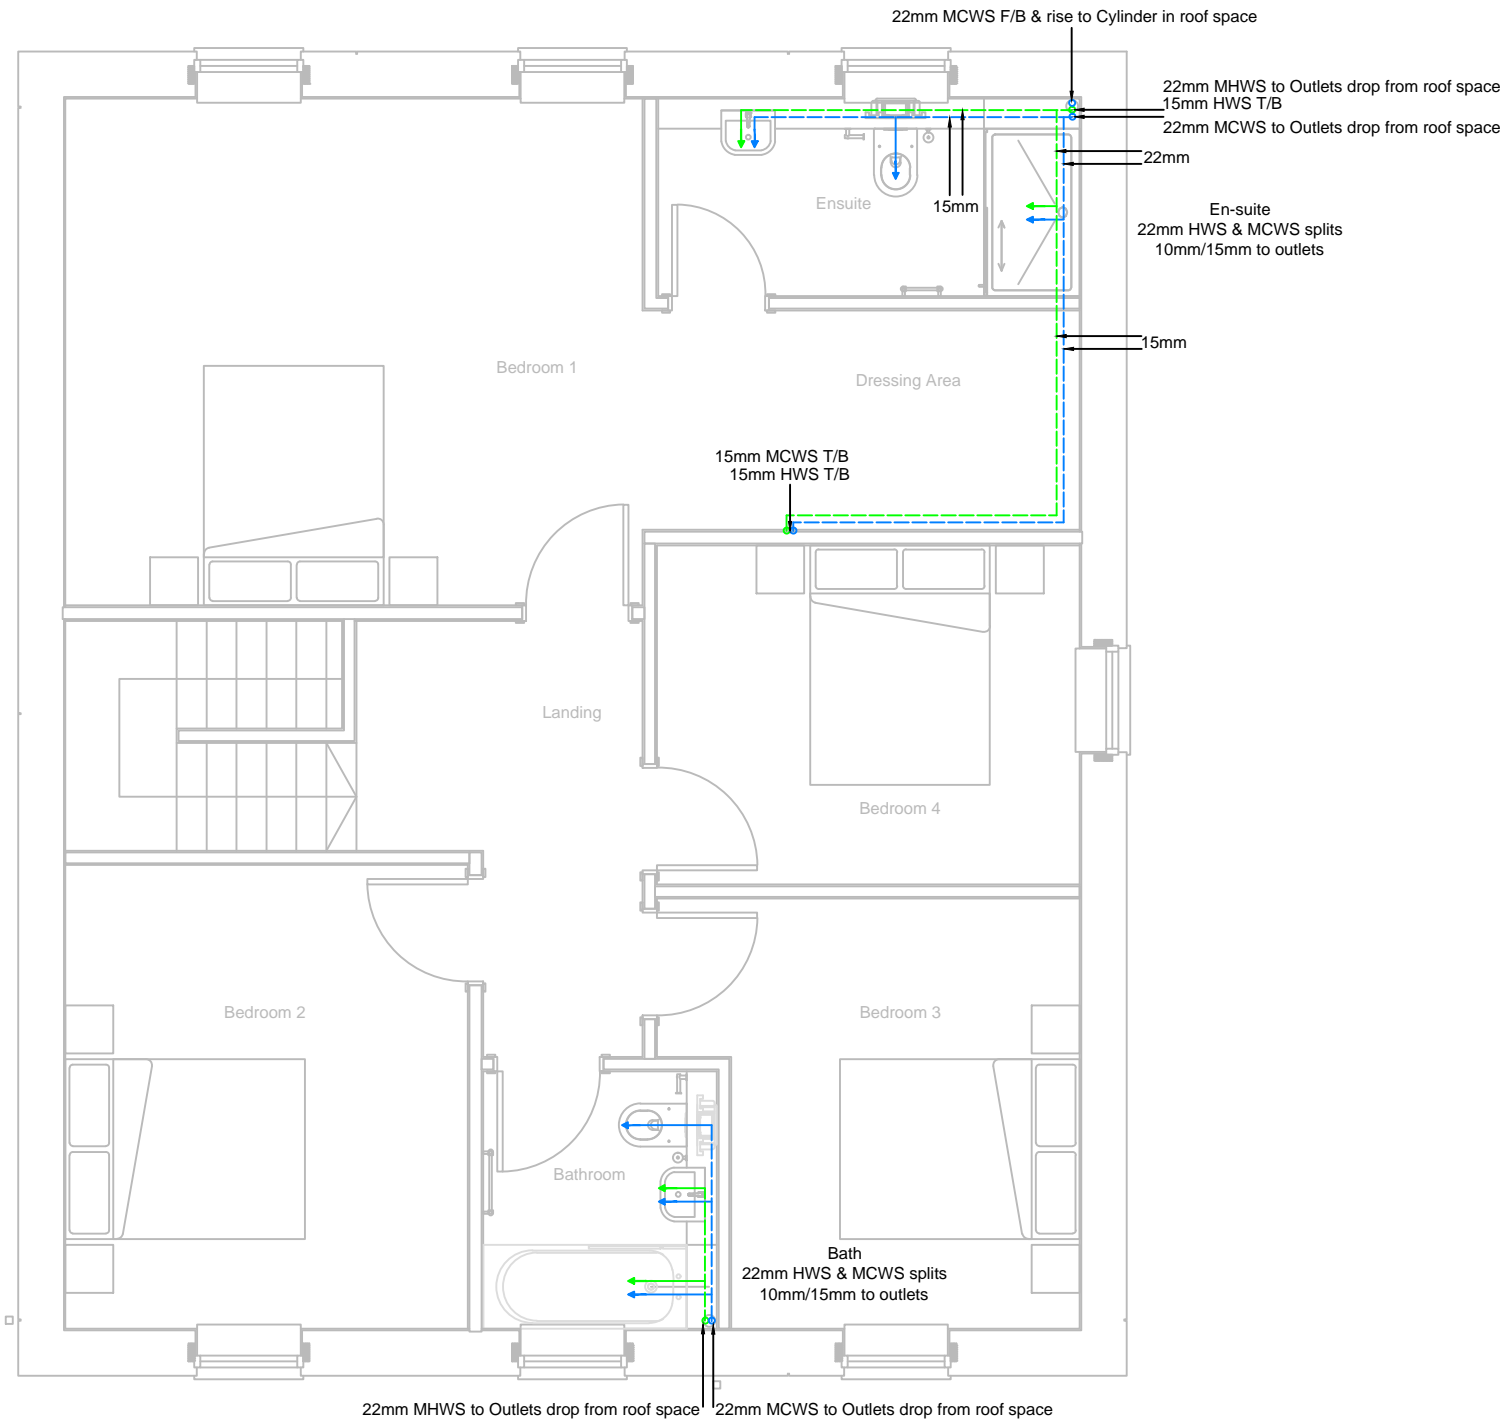 22mm MCWS F/B & rise to Cylinder in roof space
22mm MHWS to Outlets drop from roof space
15mm HWS T/B
22mm MCWS to Outlets drop from roof space
22mm
Ensuite
15mm
En-suite
22mm HWS & MCWS splits
10mm/15mm to outlets
15mm
Bedroom 1
Dressing Area
15mm MCWS T/B
15mm HWS T/B
Landing
Bedroom 4
Bedroom 2
Bedroom 3
Bathroom
Bath
22mm HWS & MCWS splits
10mm/15mm to outlets
22mm MHWS to Outlets drop from roof space
22mm MCWS to Outlets drop from roof space